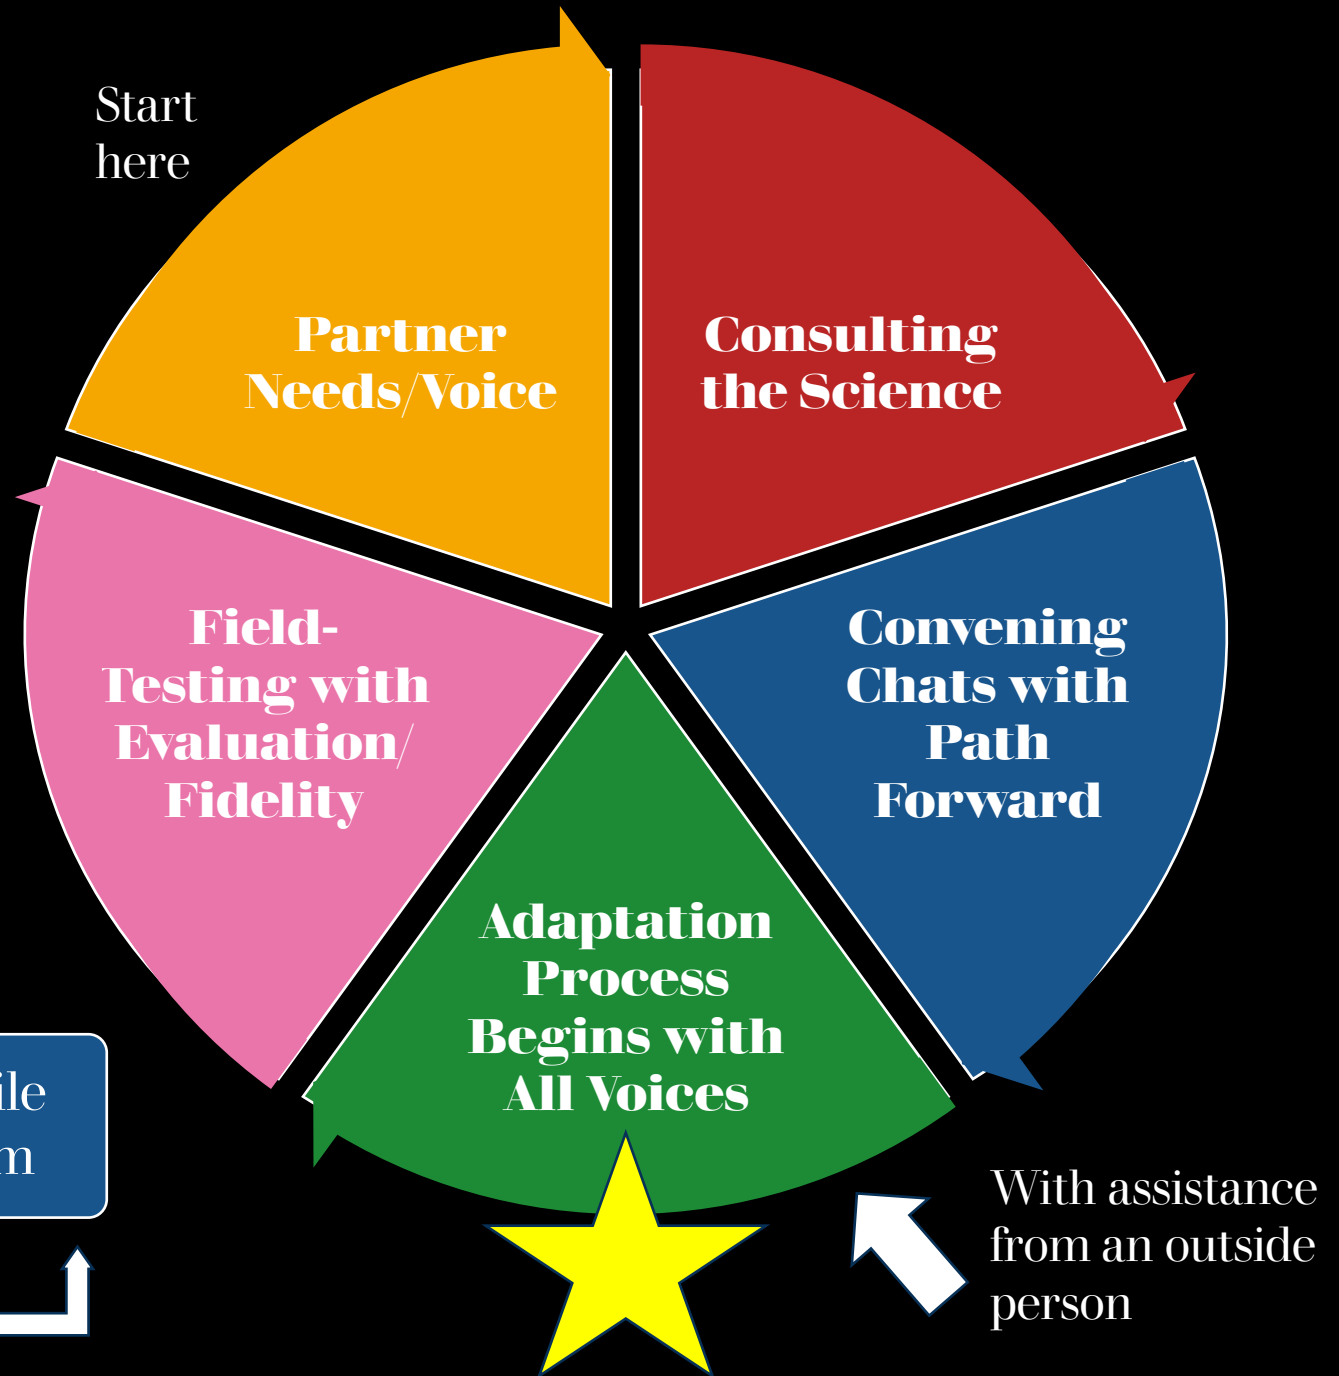 Start
here
Partner
Needs/Voice
Consulting
the Science
Convening
Chats with
Path
Forward
Adaptation
Process
Begins with
All Voices
Field-
Testing with
Evaluation/
Fidelity
With assistance
from an outside
person